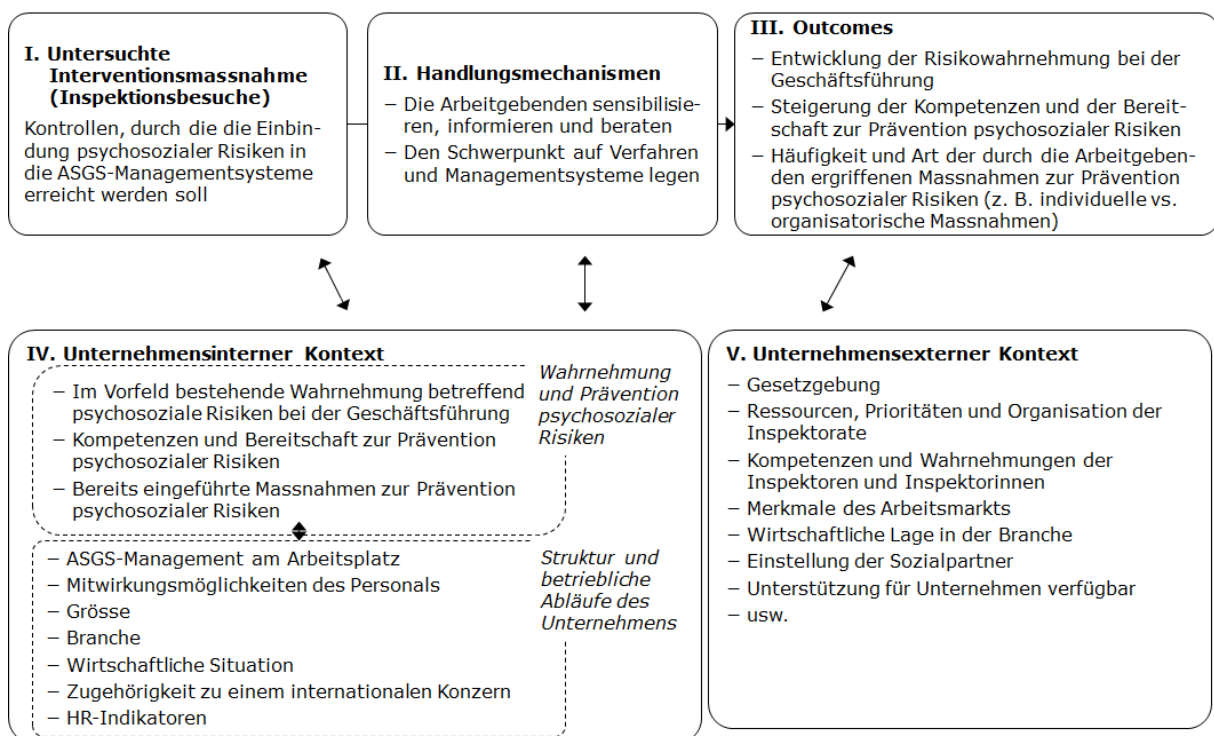 I. Untersuchte
Interventionsmassnahme
(Inspektionsbesuche)
Kontrollen, durch die die Einbin-
dung psychosozialer Risiken in
die ASGS-Managementsysteme
erreicht werden soll
II. Handlungsmechanismen
− Die Arbeitgebenden sensibilisie-
ren, informieren und beraten
− Den Schwerpunkt auf Verfahren
und Managementsysteme legen
III. Outcomes
− Entwicklung der Risikowahrnehmung bei der
Geschäftsführung
− Steigerung der Kompetenzen und der Bereit-
schaft zur Prävention psychosozialer Risiken
− Häufigkeit und Art der durch die Arbeitgeben-
den ergriffenen Massnahmen zur Prävention
psychosozialer Risiken (z. B. individuelle vs.
organisatorische Massnahmen)
IV. Unternehmensinterner Kontext
− Im Vorfeld bestehende Wahrnehmung betreffend
psychosoziale Risiken bei der Geschäftsführung
− Kompetenzen und Bereitschaft zur Prävention
psychosozialer Risiken
− Bereits eingeführte Massnahmen zur Prävention
psychosozialer Risiken
Wahrnehmung
und Prävention
psychosozialer
Risiken
− ASGS-Management am Arbeitsplatz
− Mitwirkungsmöglichkeiten des Personals
− Grösse
− Branche
− Wirtschaftliche Situation
− Zugehörigkeit zu einem internationalen Konzern
− HR-Indikatoren
Struktur und
betriebliche
Abläufe des
Unternehmens
V. Unternehmensexterner Kontext
− Gesetzgebung
− Ressourcen, Prioritäten und Organisation der
Inspektorate
− Kompetenzen und Wahrnehmungen der
Inspektoren und Inspektorinnen
− Merkmale des Arbeitsmarkts
− Wirtschaftliche Lage in der Branche
− Einstellung der Sozialpartner
− Unterstützung für Unternehmen verfügbar
− usw.